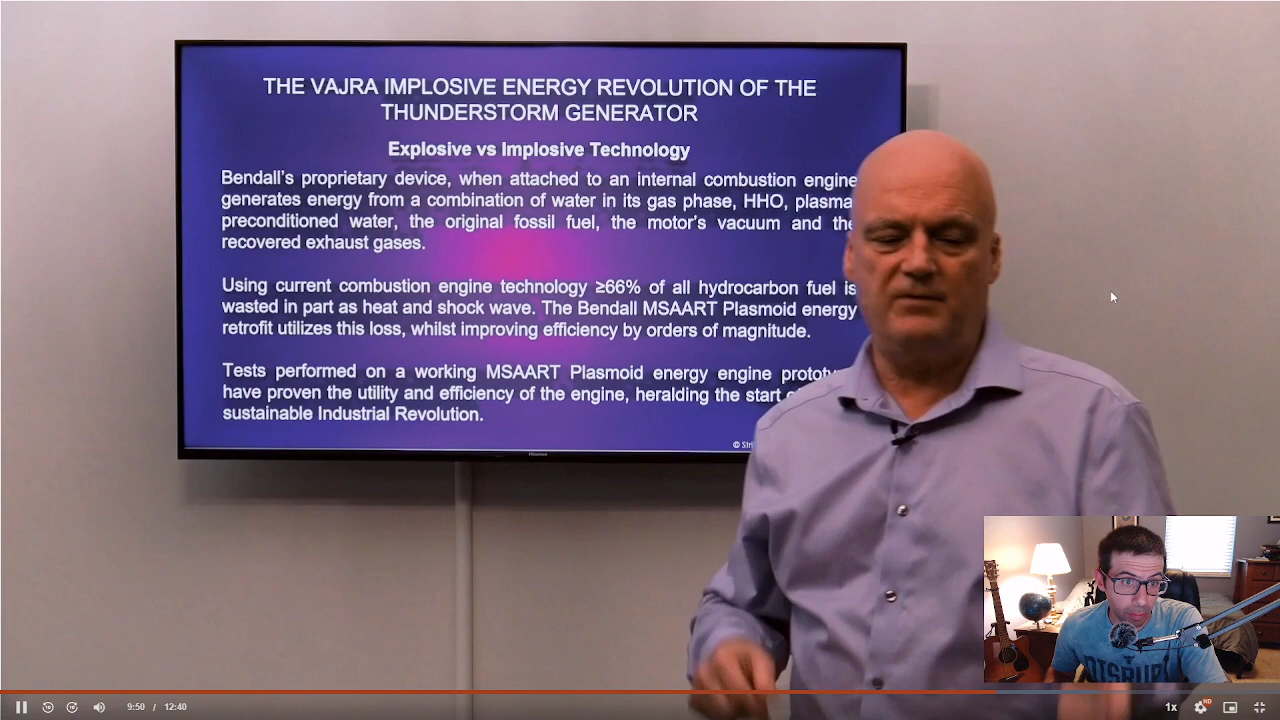 THE VAJRA IMPLOSIVE ENERGY REVOLUTION OF THE
THUNDERSTORM GENERATOR
Explosive vs Implosive Technology
Bendall's proprietary device, when attached to an internal combustion engine
generates energy from a combination of water in its gas phase, HHO, plasma
preconditioned water, the original fossil fuel, the motor's vacuum and the
recovered exhaust gases.
Using current combustion engine technology ≥66% of all hydrocarbon fuel is
wasted in part as heat and shock wave. The Bendall MSAART Plasmoid energy
retrofit utilizes this loss, whilst improving efficiency by orders of magnitude.
Tests performed on a working MSAART Plasmoid energy engine
have proven the utility and efficiency of the engine, heralding the start
sustainable Industrial Revolution.
©
Hisense
9:50 / 12:40
1x
HD